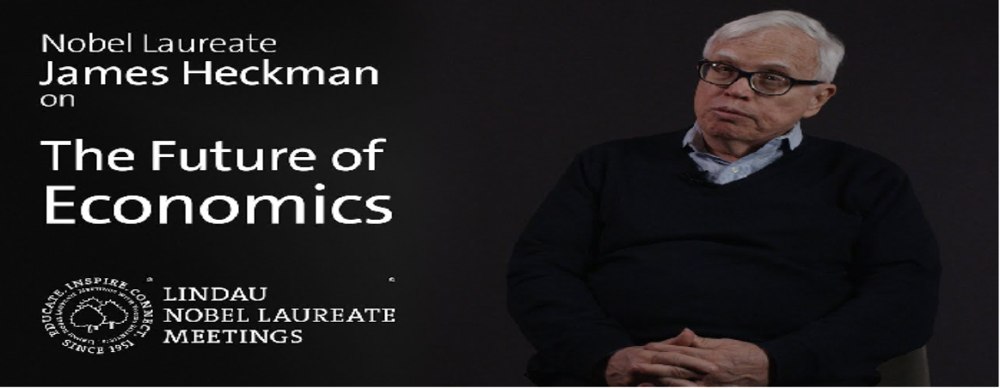 Nobel Laureate
James Heckman
on
The Future of
Economics
EDUCATE. INSPIRE. CONNECT.
SINCE 1951
LINDAU
NOBEL LAUREATE
MEETINGS